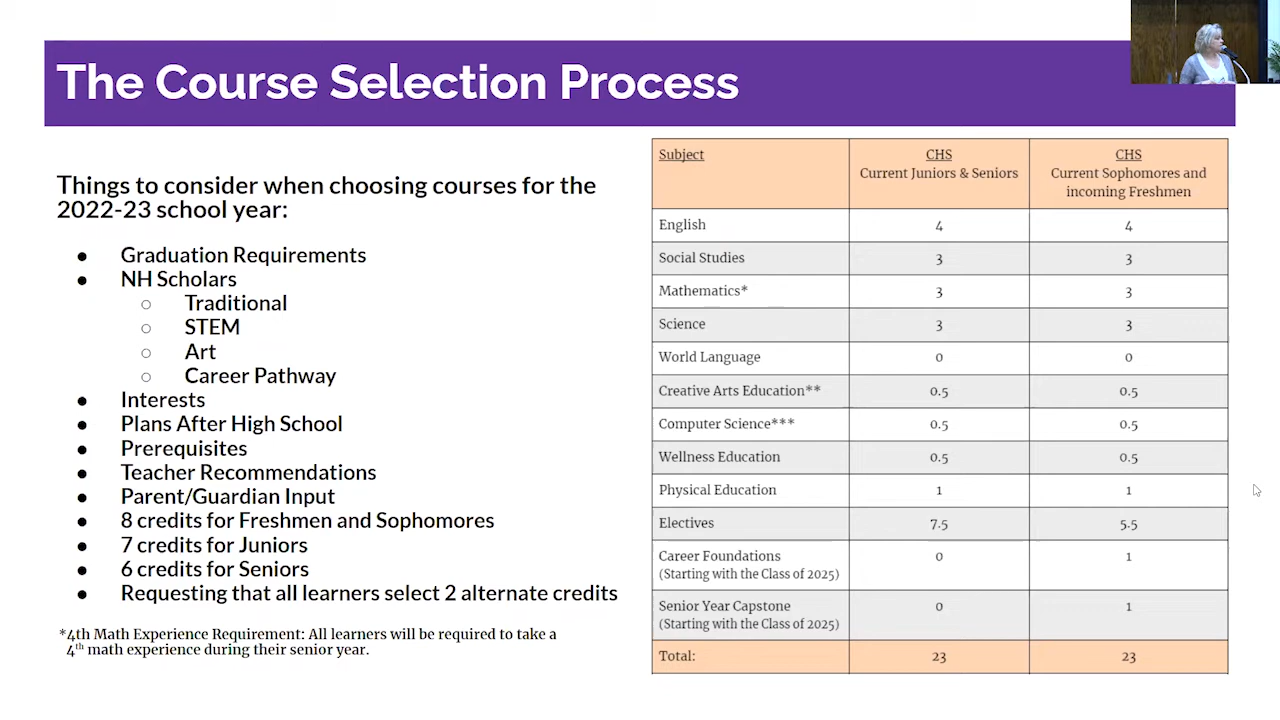 The Course Selection Process
Things to consider when choosing courses for the
2022-23 school year:
● Graduation Requirements
● NH Scholars
○ Traditional
○ STEM
○ Art
○ Career Pathway
● Interests
● Plans After High School
● Prerequisites
● Teacher Recommendations
● Parent/Guardian Input
● 8 credits for Freshmen and Sophomores
● 7 credits for Juniors
● 6 credits for Seniors
● Requesting that all learners select 2 alternate credits
*4th Math Experience Requirement: All learners will be required to take a
4th math experience during their senior year.
Subject CHS CHS
Current Juniors & Seniors Current Sophomores and
incoming Freshmen
English 4 4
Social Studies 3 3
Mathematics* 3 3
Science 3 3
World Language 0 0
Creative Arts Education** 0.5 0.5
Computer Science*** 0.5 0.5
Wellness Education 0.5 0.5
Physical Education 1 1
Electives 7.5 5.5
Career Foundations 0 1
(Starting with the Class of 2025)
Senior Year Capstone 0 1
(Starting with the Class of 2025)
Total: 23 23